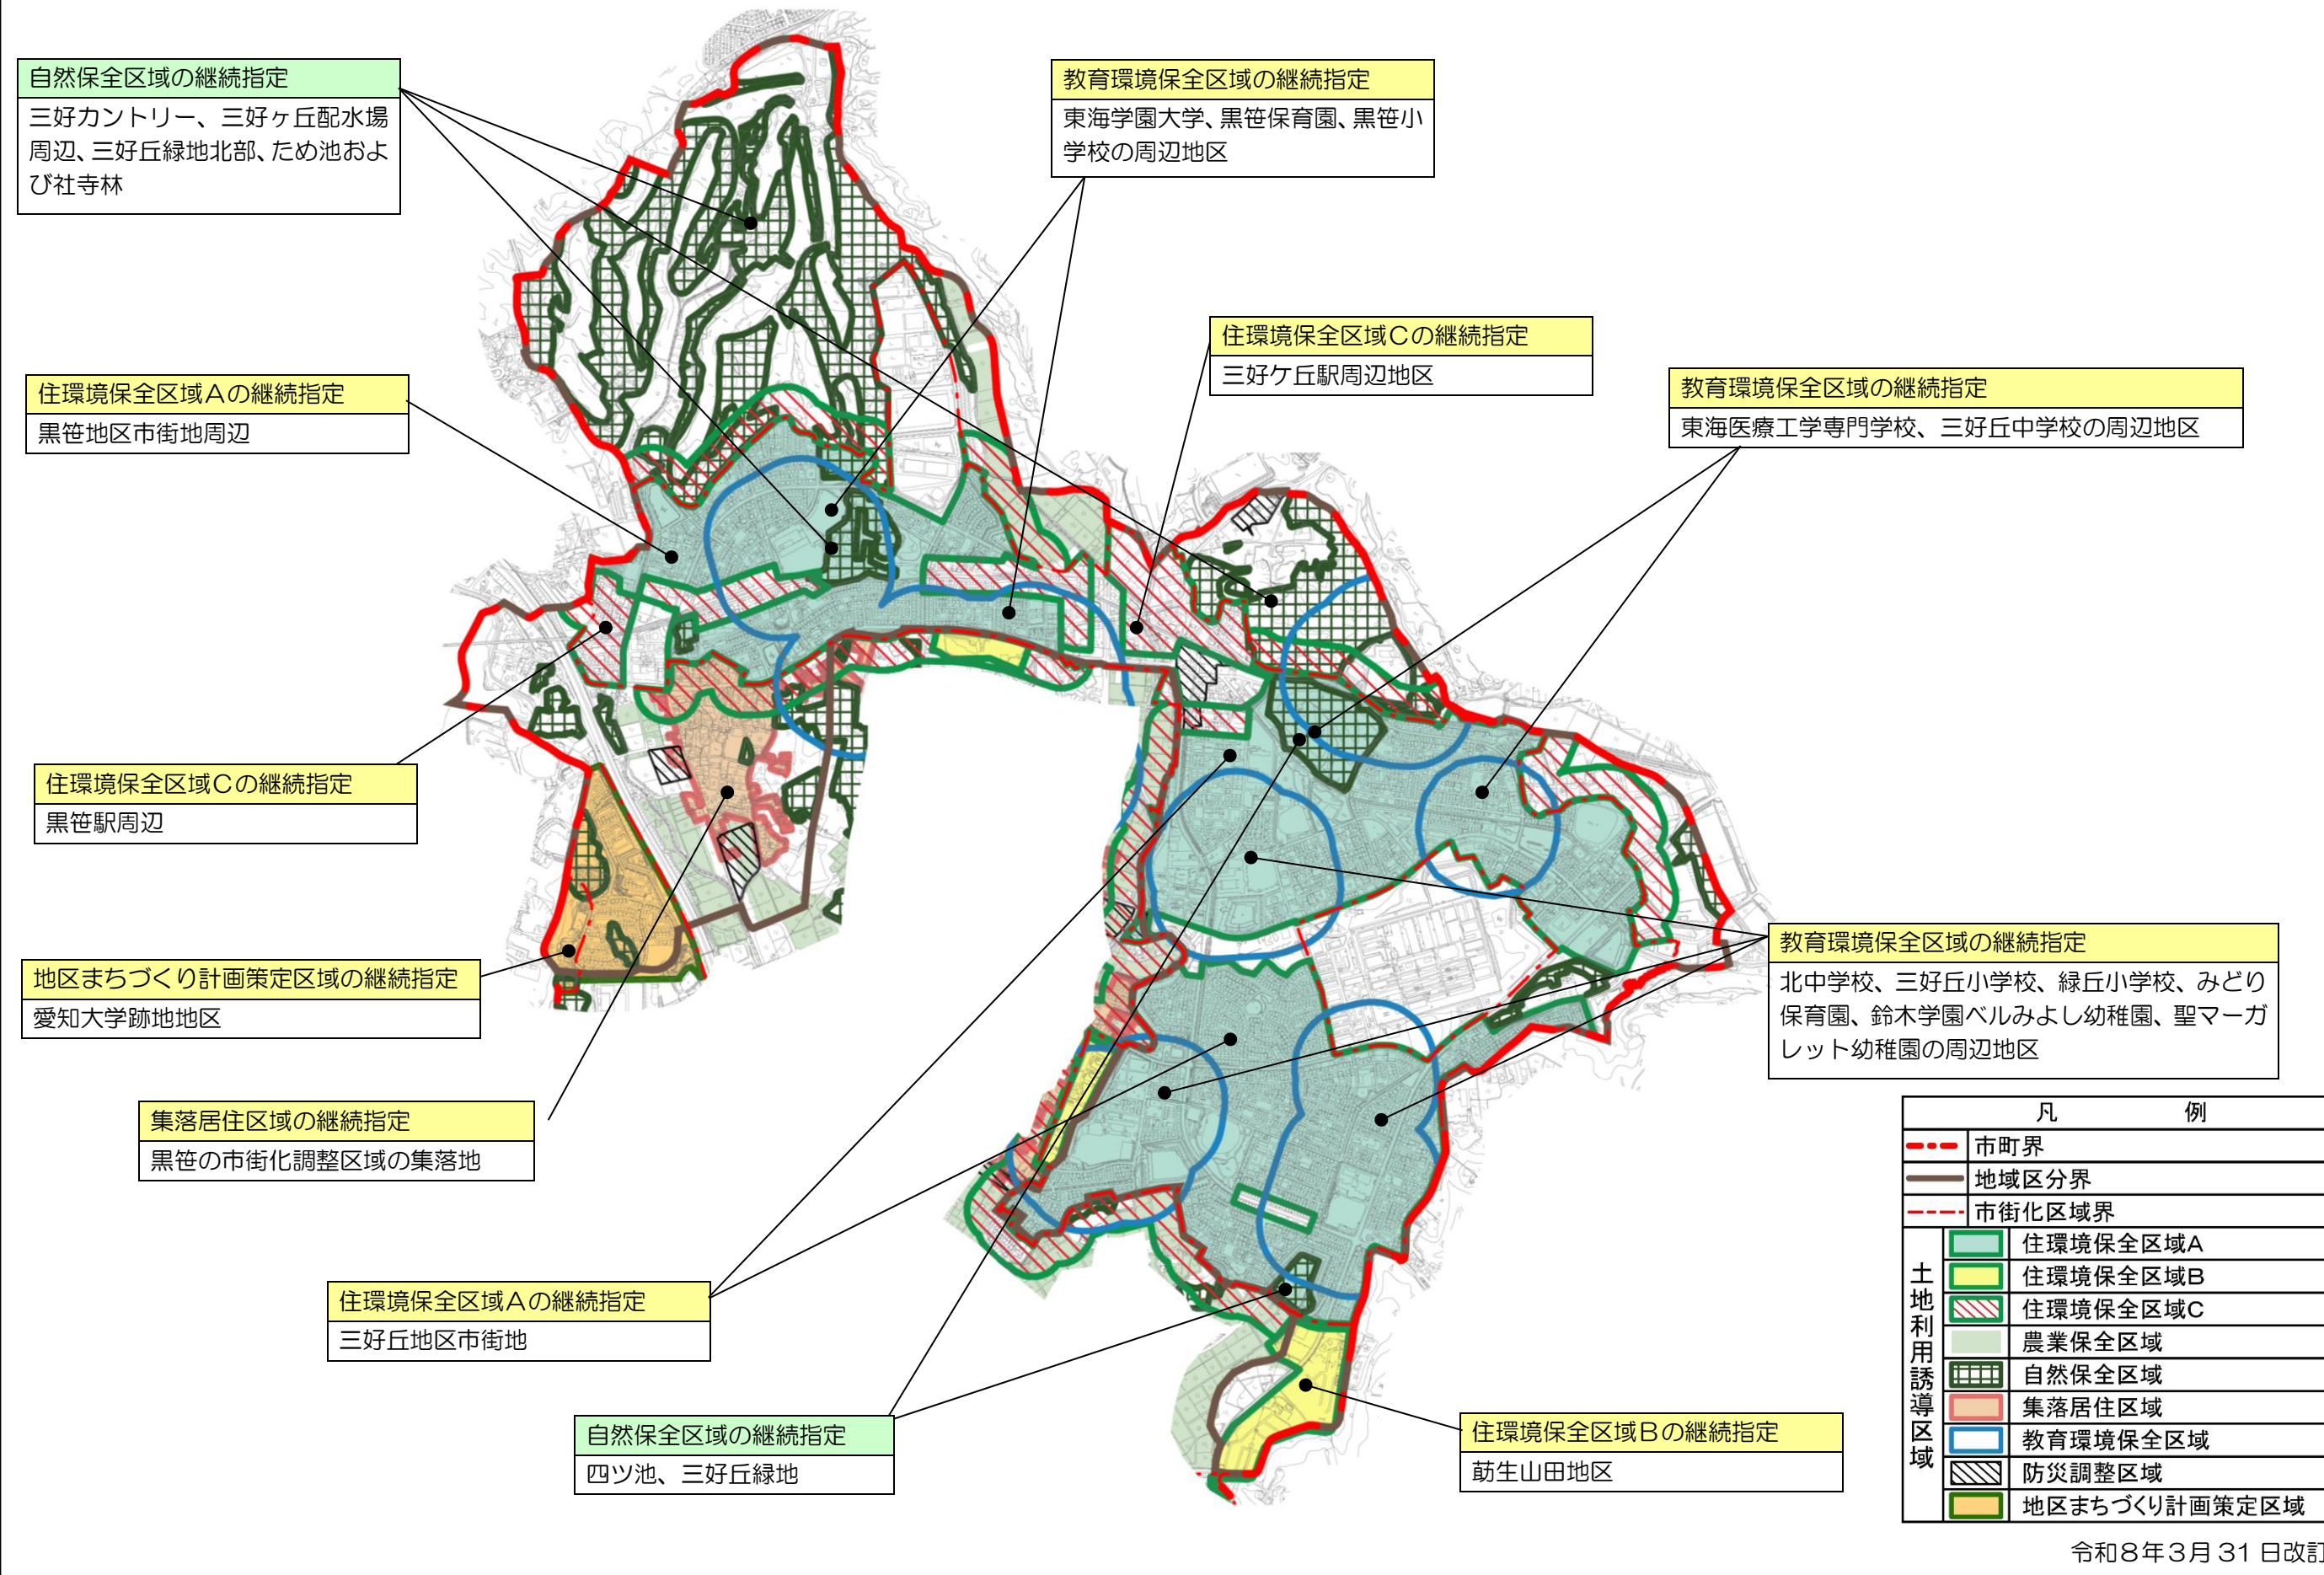 自然保全区域の継続指定
三好カントリー、三好ヶ丘配水場
周辺、三好丘緑地北部、ため池およ
び社寺林
教育環境保全区域の継続指定
東海学園大学、黒笹保育園、黒笹小
学校の周辺地区
住環境保全区域Cの継続指定
三好ケ丘駅周辺地区
教育環境保全区域の継続指定
東海医療工学専門学校、三好丘中学校の周辺地区
住環境保全区域Aの継続指定
黒笹地区市街地周辺
住環境保全区域Cの継続指定
黒笹駅周辺
地区まちづくり計画策定区域の継続指定
愛知大学跡地地区
教育環境保全区域の継続指定
北中学校、三好丘小学校、緑丘小学校、みどり
保育園、鈴木学園ベルみよし幼稚園、聖マーガ
レット幼稚園の周辺地区
集落居住区域の継続指定
黒笹の市街化調整区域の集落地
住環境保全区域Aの継続指定
三好丘地区市街地
自然保全区域の継続指定
四ツ池、三好丘緑地
住環境保全区域Bの継続指定
莇生山田地区
凡 例
市町界
地域区分界
市街化区域界
土地利用誘導区域
住環境保全区域A
住環境保全区域B
住環境保全区域C
農業保全区域
自然保全区域
集落居住区域
教育環境保全区域
防災調整区域
地区まちづくり計画策定区域
令和8年3月31日改訂